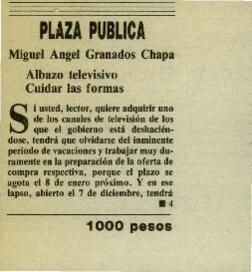 PLAZA PUBLICA
Miguel Angel Granados Chapa
Albazo televisivo
Cuidar las formas
Si usted, lector, quiere adquirir uno
de los canales de televisión de los
que el gobierno está deshacién-
dose, tendrá que olvidarse del inminente
periodo de vacaciones y trabajar muy du-
ramente en la preparación de la oferta de
compra respectiva, porque el plazo se
agota el 8 de enero próximo. Y en ese
lapso, abierto el 7 de diciembre, tendrá
■ 4
1000 pesos